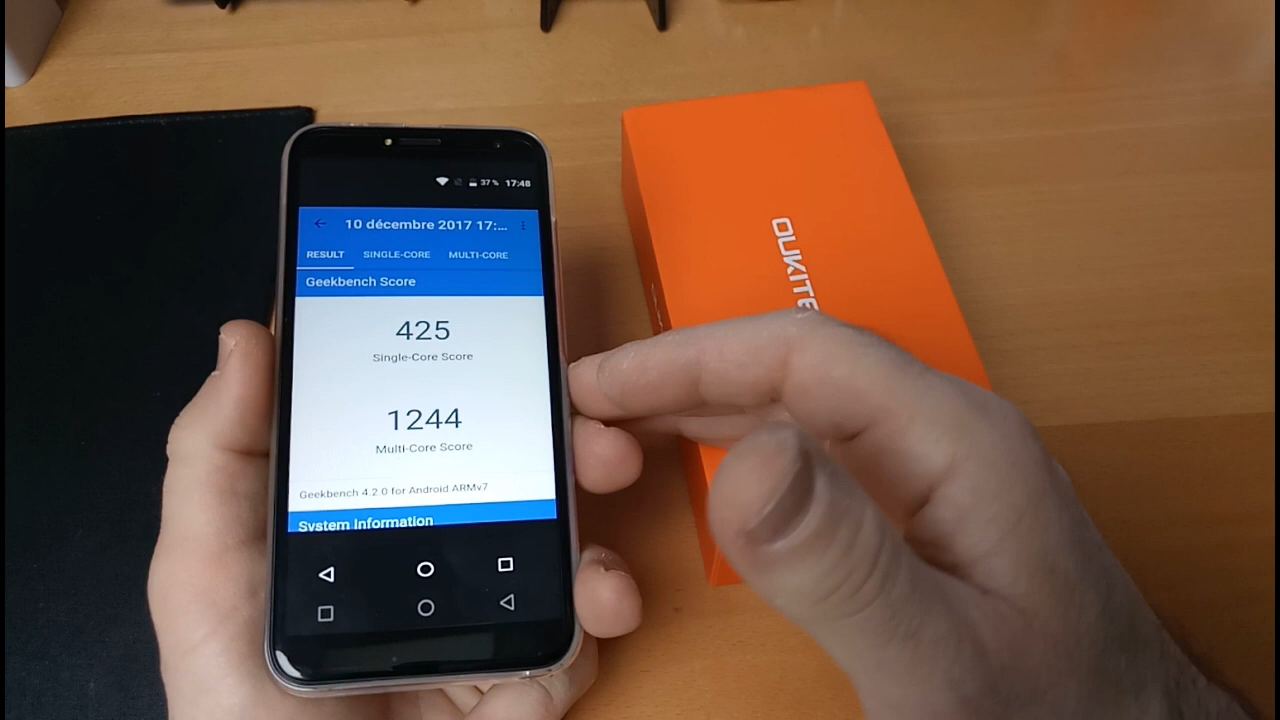 37 % 17:48
10 décembre 2017 17:...
RESULT SINGLE-CORE MULTI-CORE
Geekbench Score
425
Single-Core Score
1244
Multi-Core Score
Geekbench 4.2.0 for Android ARMv7
System Information
OUKITE